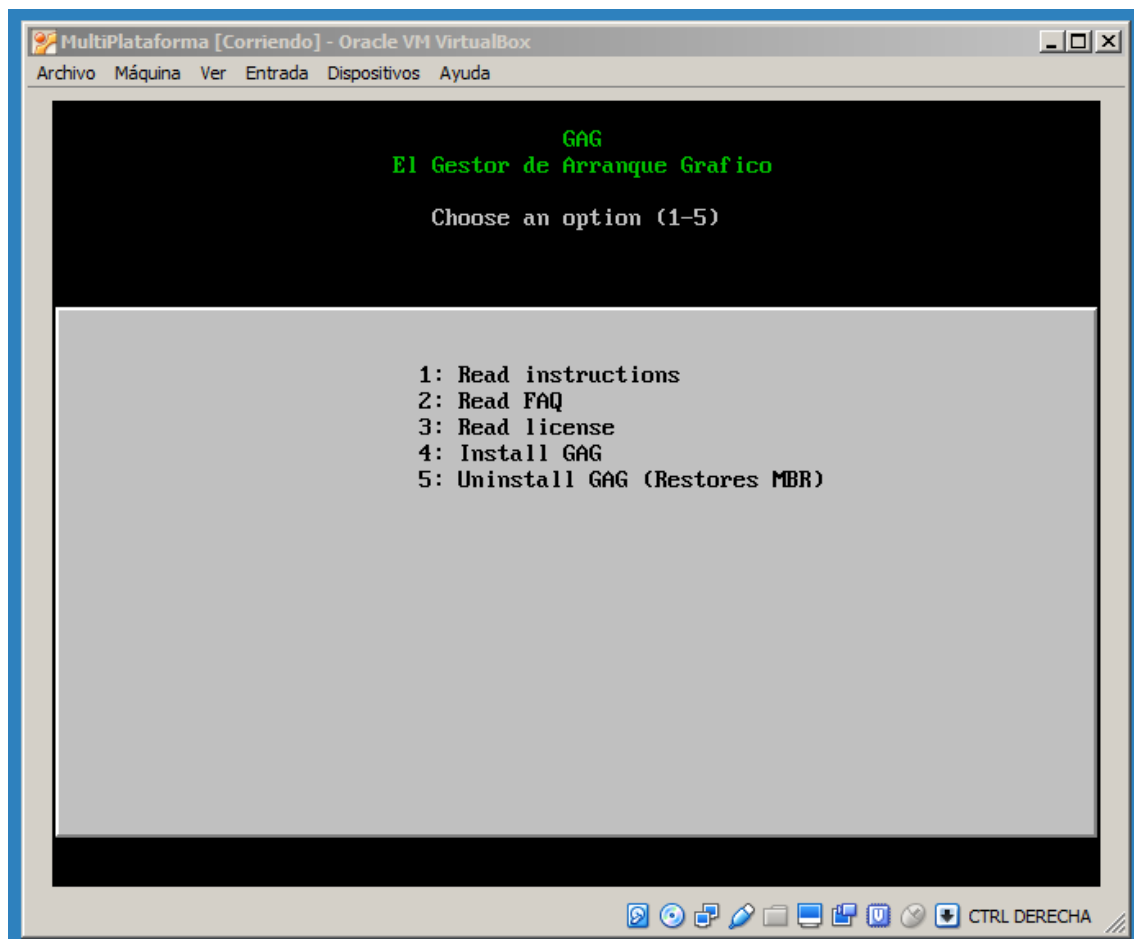 MultiPlataforma [Corriendo] - Oracle VM VirtualBox
Archivo Máquina Ver Entrada Dispositivos Ayuda
GAG
El Gestor de Arranque Grafico
Choose an option (1-5)
1: Read instructions
2: Read FAQ
3: Read license
4: Install GAG
5: Uninstall GAG (Restores MBR)
CTRL DERECHA